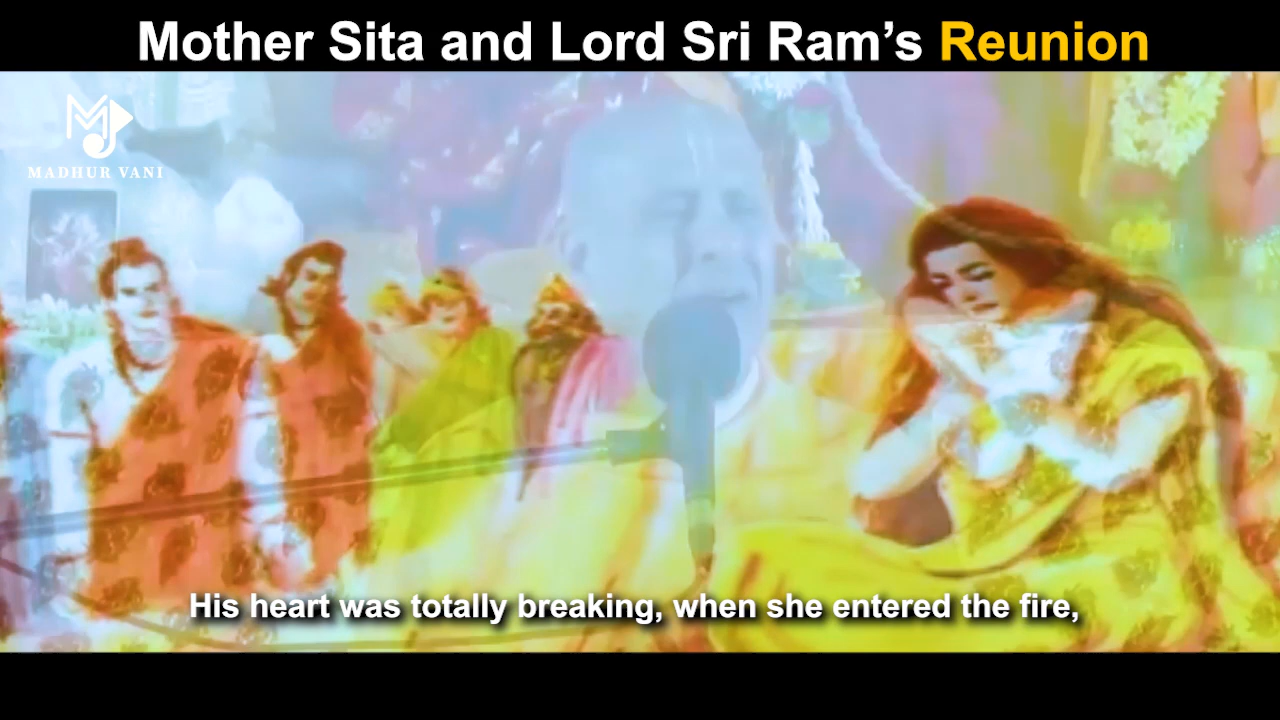 Mother Sita and Lord Sri Ram’s Reunion
MADHUR VANI
His heart was totally breaking, when she entered the fire,